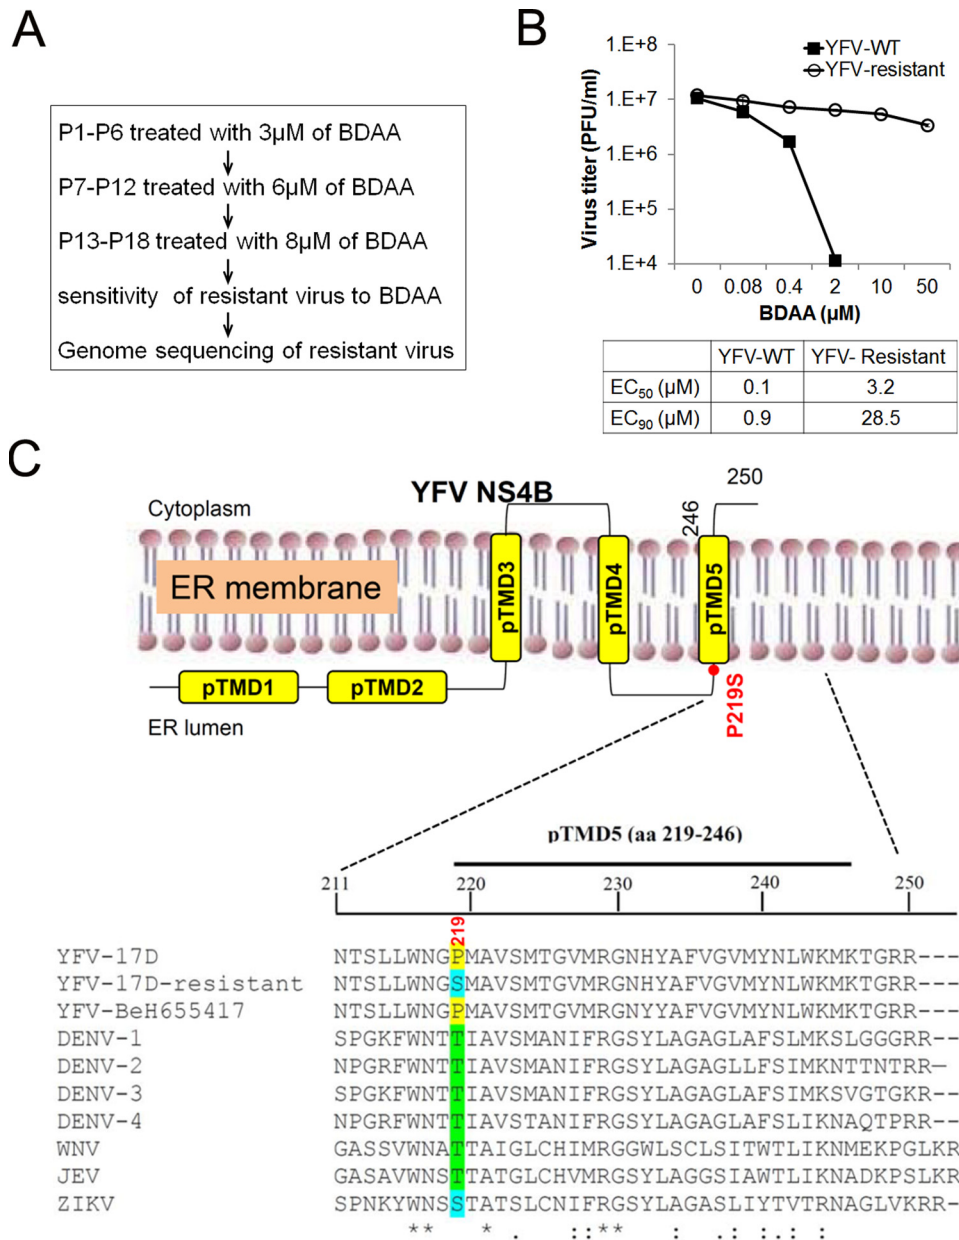 A
P1-P6 treated with 3µM of BDAA
P7-P12 treated with 6µM of BDAA
P13-P18 treated with 8µM of BDAA
sensitivity of resistant virus to BDAA
Genome sequencing of resistant virus
B
YFV-WT
YFV-resistant
Virus titer (PFU/ml)
1.E+8
1.E+7
1.E+6
1.E+5
1.E+4
0 0.08 0.4 2 10 50
BDAA (µM)
YFV-WT YFV- Resistant
EC50 (µM) 0.1 3.2
EC90 (µM) 0.9 28.5
C
YFV NS4B
Cytoplasm
ER membrane
ER lumen
pTMD1
pTMD2
pTMD3
pTMD4
pTMD5
246
250
P219S
pTMD5 (aa 219-246)
211 220 230 240 250
219
YFV-17D NTSLLWNGPMAVSMTGVMRGNHYAFVGVMYNLWKMKTGRR---
YFV-17D-resistant NTSLLWNGSMAVSMTGVMRGNHYAFVGVMYNLWKMKTGRR---
YFV-BeH655417 NTSLLWNGPMAVSMTGVMRGNYYAFVGVMYNLWKMKTGRR---
DENV-1 SPGKFWNTTIAVSMANIFRGSYLAGAGLAFSLMKSLGGGRR--
DENV-2 NPGRFWNTTIAVSMANIFRGSYLAGAGLLFSIMKNTTNTRR—
DENV-3 SPGKFWNTTIAVSMANIFRGSYLAGAGLAFSIMKSVGTGKR--
DENV-4 NPGRFWNTTIAVSTANIFRGSYLAGAGLAFSLIKNAQTPRR--
WNV GASSVWNATTAIGLCHIMRGGWLSCLSITWTLIKNMEKPGLKR
JEV GASAVWNSTTATGLCHVMRGSYLAGGSIAWTLIKNADKPSLKR
ZIKV SPNKYWNSSTATSLCNIFRGSYLAGASLIYTVTRNAGLVKRR-
** * . ::** : .: : :